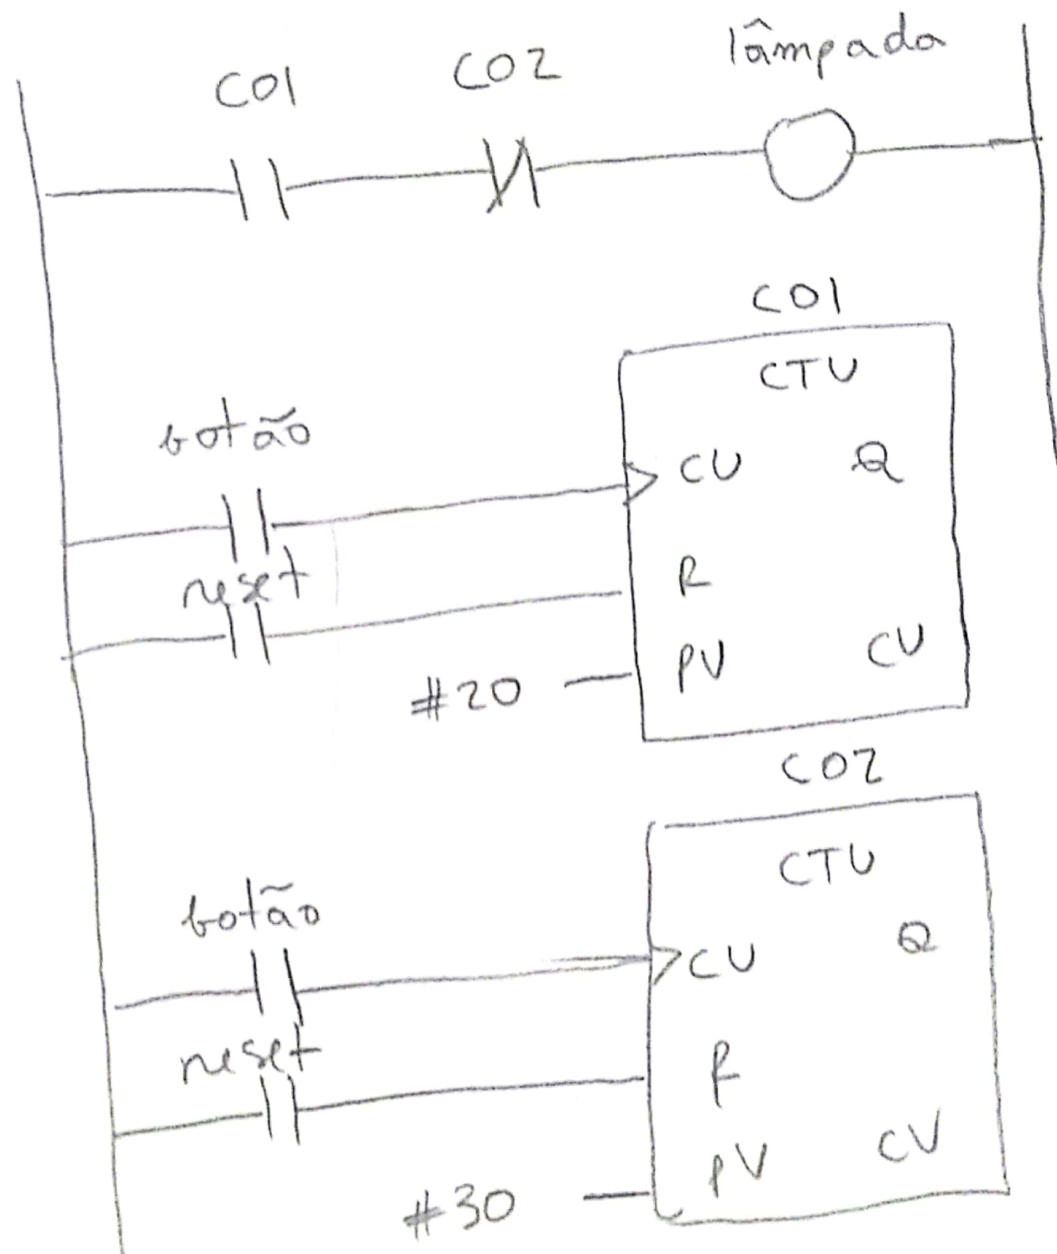 C01 C02 lâmpada
C01
CTU
botão
CU Q
reset
R
PV CV
#20
C02
CTU
botão
CU Q
reset
R
PV CV
#30